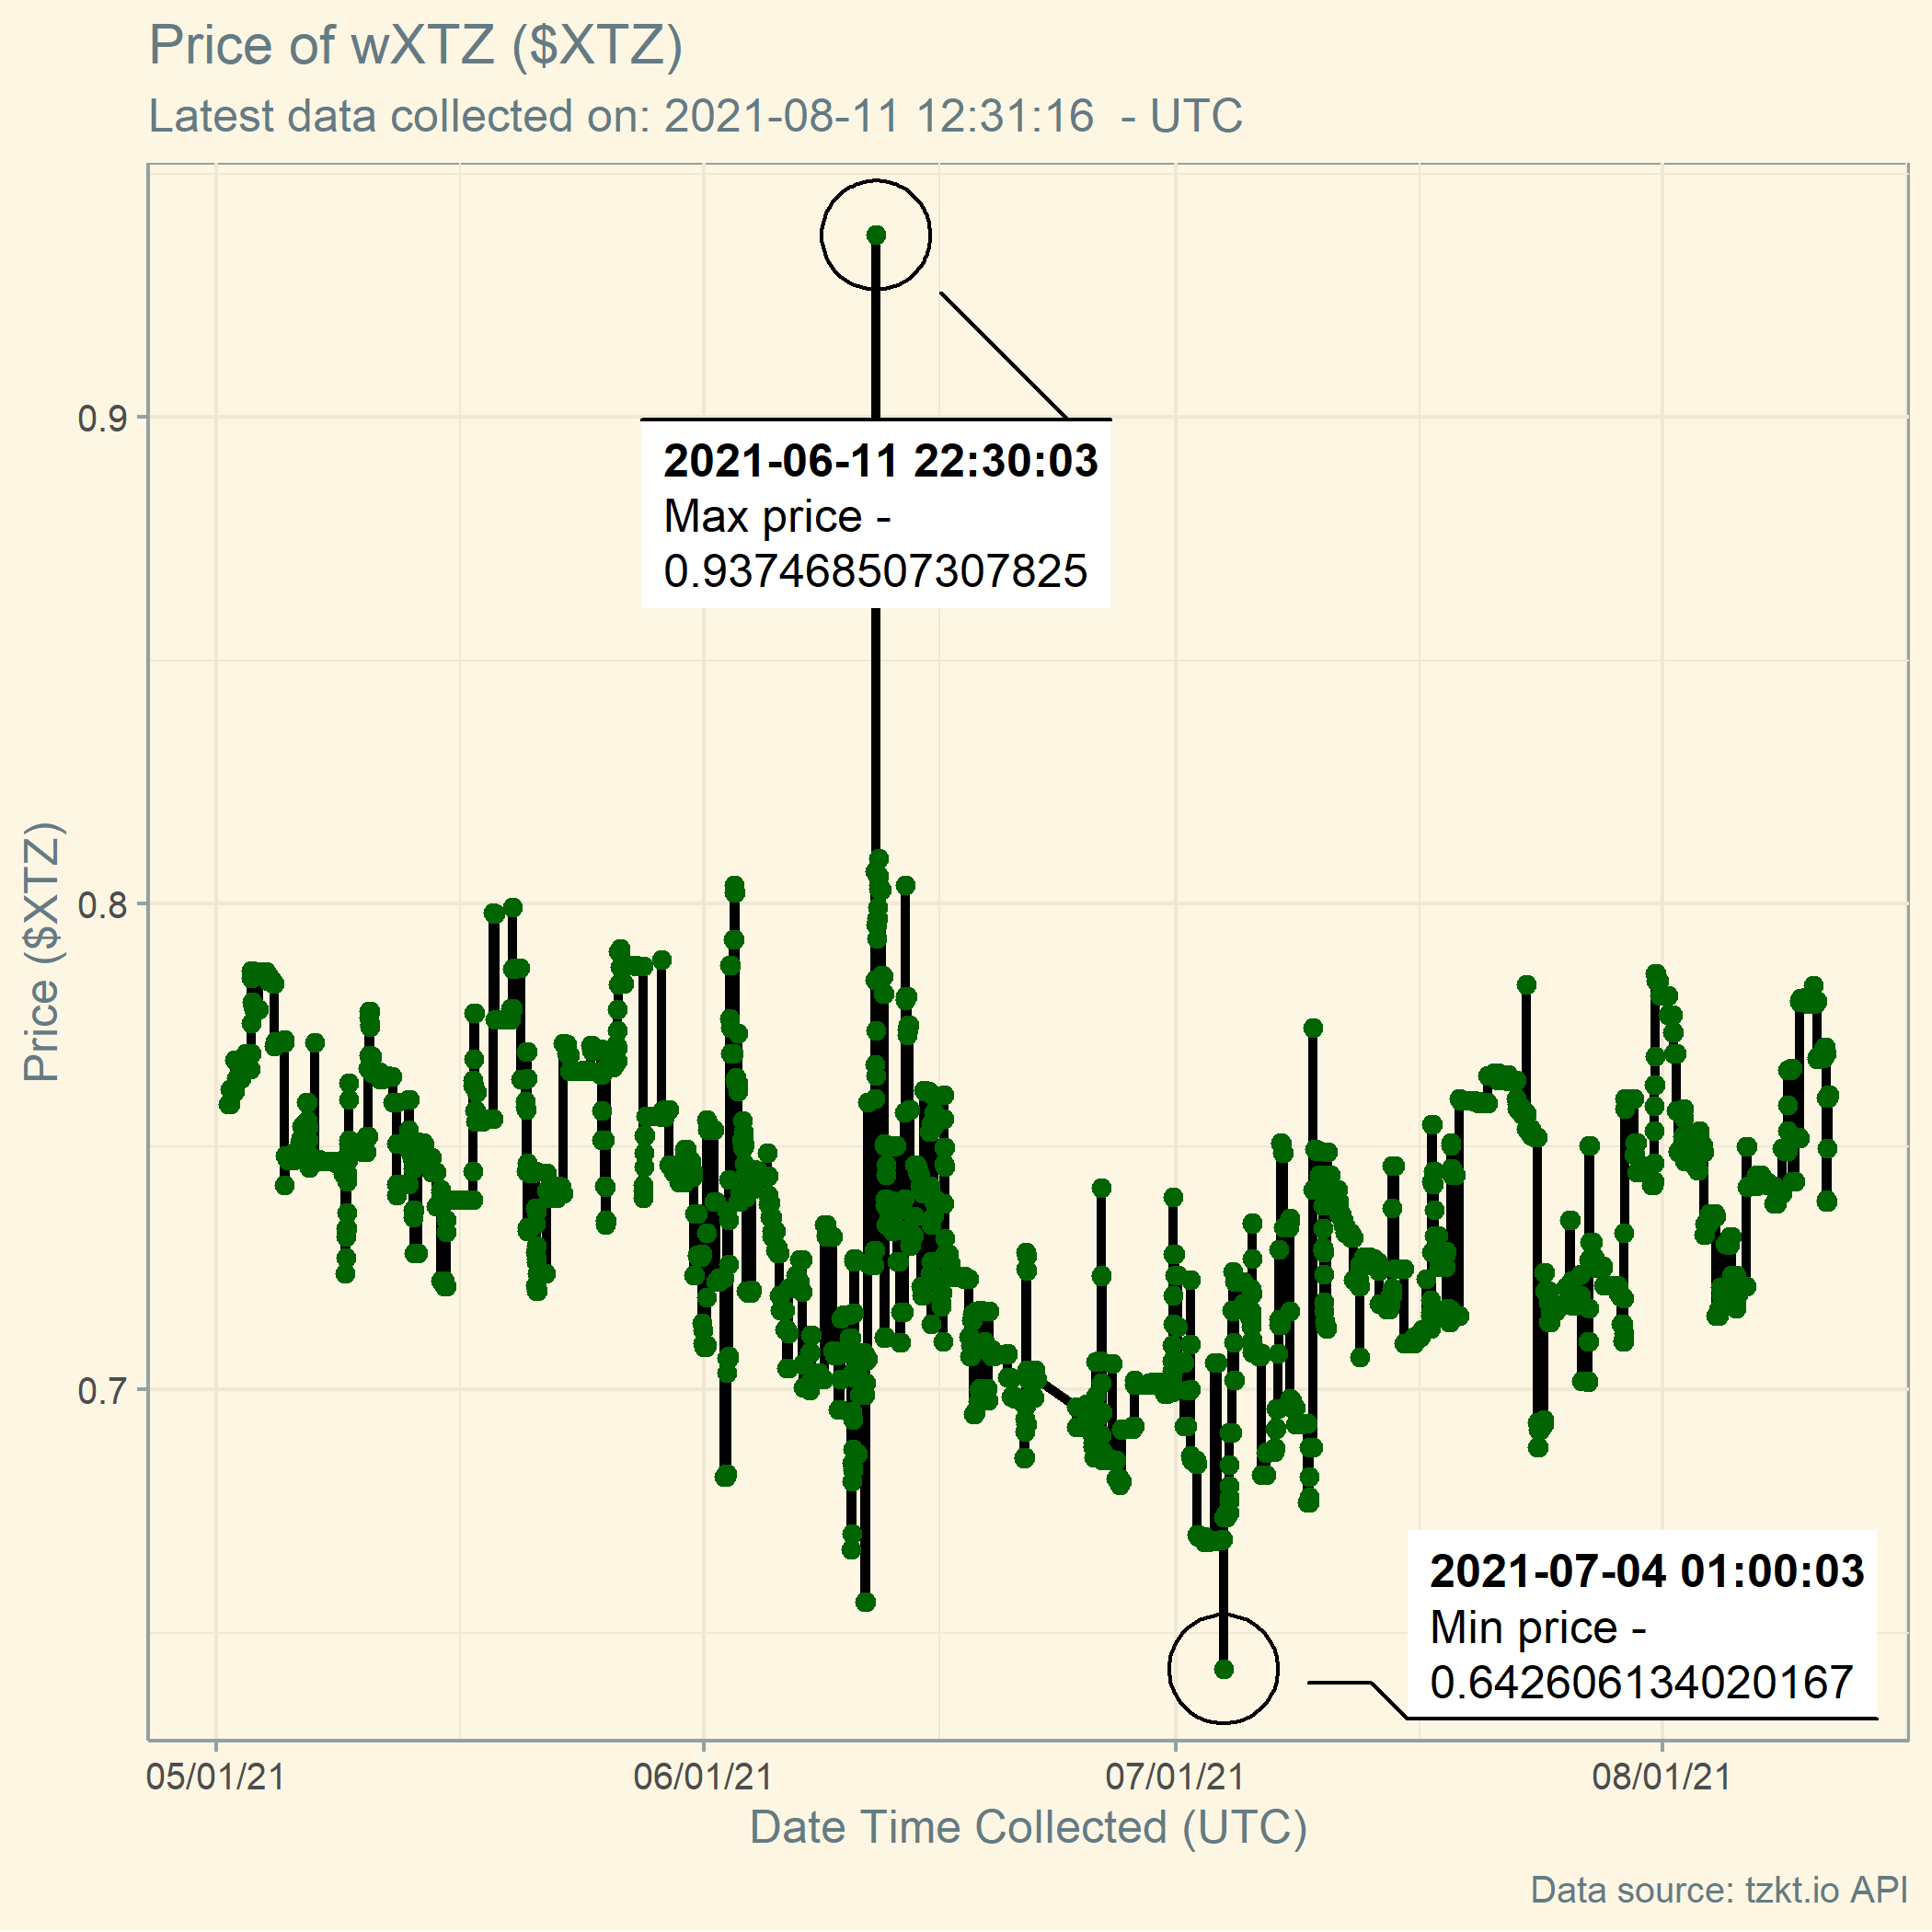 Price of wXTZ ($XTZ)
Latest data collected on: 2021-08-11 12:31:16  - UTC
0.9
0.8
0.7
Price ($XTZ)
2021-06-11 22:30:03
Max price -
0.937468507307825
2021-07-04 01:00:03
Min price -
0.642606134020167
05/01/21
06/01/21
07/01/21
08/01/21
Date Time Collected (UTC)
Data source: tzkt.io API